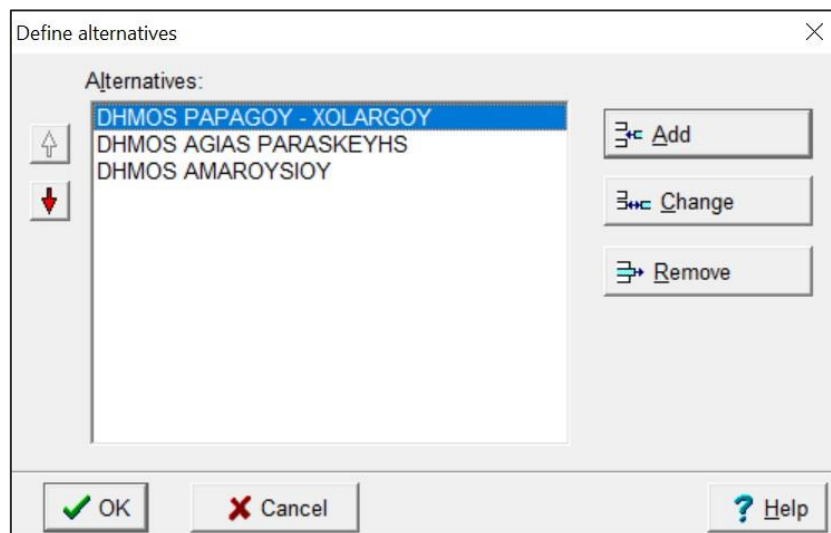 Define alternatives
Alternatives:
DHMOS PAPAGOY - XOLARGOY
DHMOS AGIAS PARASKEYHS
DHMOS AMAROYSIOY
Add
Change
Remove
OK
Cancel
Help